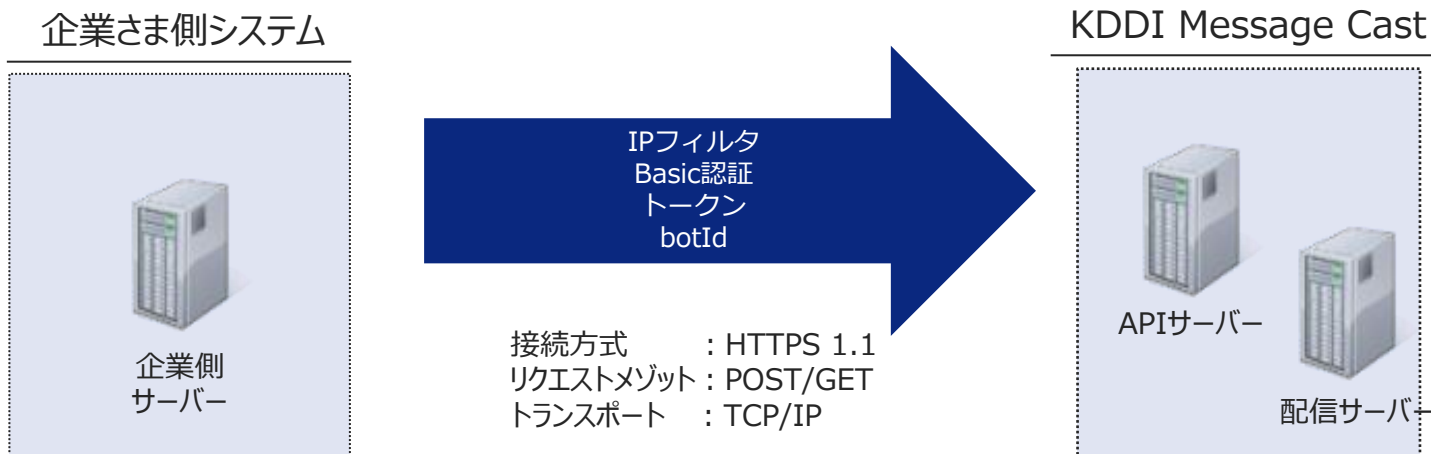 企業さま側システム
KDDI Message Cast
IPフィルタ
Basic認証
トークン
botId
企業側
サーバー
接続方式　　：HTTPS 1.1
リクエストメゾット：POST/GET
トランスポート　：TCP/IP
APIサーバー
配信サーバー